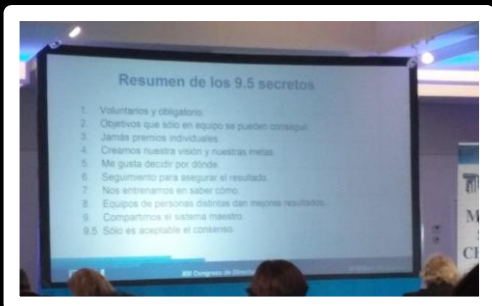 Resumen de los 9.5 secretos
1. Voluntarios y obligatorio.
2. Objetivos que sólo en equipo se pueden conseguir.
3. Jamás premios individuales.
4. Creamos nuestra visión y nuestras metas.
5. Me gusta decidir por dónde.
6. Seguimiento para asegurar el resultado.
7. Nos entrenamos en saber cómo.
8. Equipos de personas distintas dan mejores resultados.
9. Compartimos el sistema maestro.
9.5 Sólo es aceptable el consenso.
XIII Congreso de